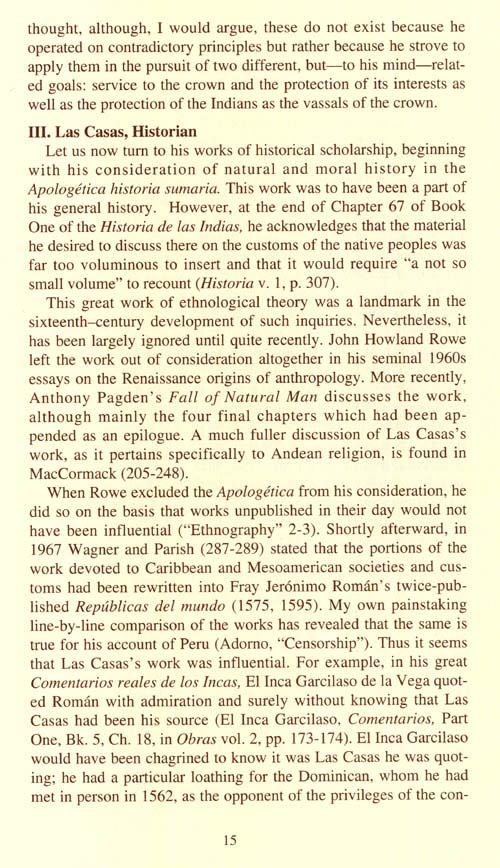 thought, although, I would argue, these do not exist because he
operated on contradictory principles but rather because he strove to
apply them in the pursuit of two different, but—to his mind—relat-
ed goals: service to the crown and the protection of its interests as
well as the protection of the Indians as the vassals of the crown.
III. Las Casas, Historian
Let us now turn to his works of historical scholarship, beginning
with his consideration of natural and moral history in the
Apologética historia sumaria. This work was to have been a part of
his general history. However, at the end of Chapter 67 of Book
One of the Historia de las Indias, he acknowledges that the material
he desired to discuss there on the customs of the native peoples was
far too voluminous to insert and that it would require “a not so
small volume” to recount (Historia v. 1, p. 307).
This great work of ethnological theory was a landmark in the
sixteenth–century development of such inquiries. Nevertheless, it
has been largely ignored until quite recently. John Howland Rowe
left the work out of consideration altogether in his seminal 1960s
essays on the Renaissance origins of anthropology. More recently,
Anthony Pagden's Fall of Natural Man discusses the work,
although mainly the four final chapters which had been ap-
pended as an epilogue. A much fuller discussion of Las Casas's
work, as it pertains specifically to Andean religion, is found in
MacCormack (205-248).
When Rowe excluded the Apologética from his consideration, he
did so on the basis that works unpublished in their day would not
have been influential (“Ethnography” 2-3). Shortly afterward, in
1967 Wagner and Parish (287-289) stated that the portions of the
work devoted to Caribbean and Mesoamerican societies and cus-
toms had been rewritten into Fray Jerónimo Román's twice-pub-
lished Repúblicas del mundo (1575, 1595). My own painstaking
line-by-line comparison of the works has revealed that the same is
true for his account of Peru (Adorno, “Censorship”). Thus it seems
that Las Casas's work was influential. For example, in his great
Comentarios reales de los Incas, El Inca Garcilaso de la Vega quot-
ed Román with admiration and surely without knowing that Las
Casas had been his source (El Inca Garcilaso, Comentarios, Part
One, Bk. 5, Ch. 18, in Obras vol. 2, pp. 173-174). El Inca Garcilaso
would have been chagrined to know it was Las Casas he was quot-
ing; he had a particular loathing for the Dominican, whom he had
met in person in 1562, as the opponent of the privileges of the con-
15